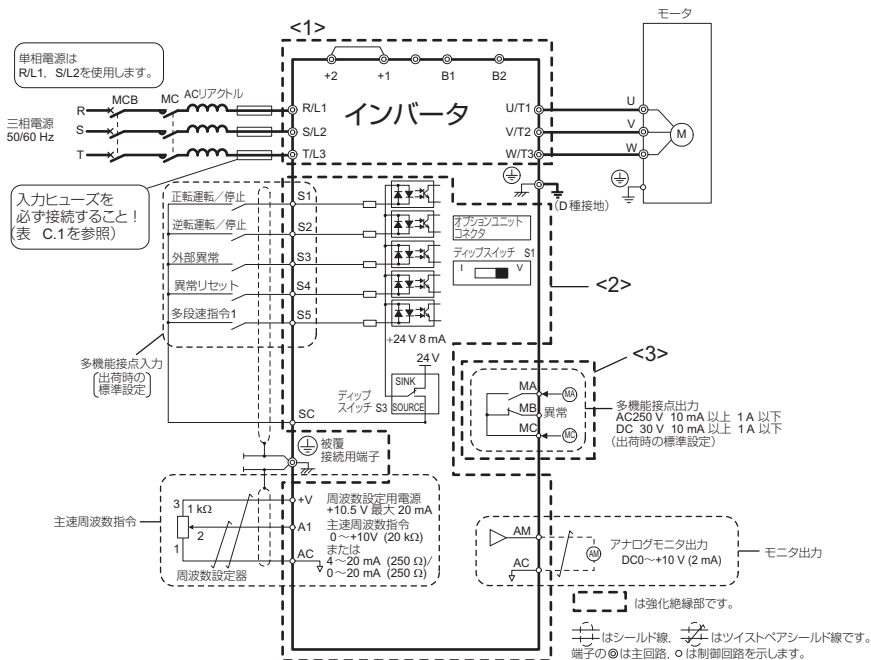 <1>
モータ
単相電源は
R/L1, S/L2を使用します。
+2
+1
B1
B2
MCB
MC
ACリアクトル
R
S
T
三相電源
50/60 Hz
R/L1
S/L2
T/L3
インバータ
U/T1
V/T2
W/T3
U
V
W
M
(D種接地)
入力ヒューズを
必ず接続すること！
(表 C.1を参照)
正転運転／停止
逆転運転／停止
外部異常
異常リセット
多段速指令1
S1
S2
S3
S4
S5
オプションユニット
コネクタ
ディップスイッチ S1
I
V
<2>
+24 V 8 mA
24 V
SINK
SOURCE
ディップ
スイッチ S3
SC
多機能接点入力
出荷時の
標準設定
<3>
MA
MB
MC
異常
MA
MC
多機能接点出力
AC250 V 10 mA 以上 1 A 以下
DC 30 V 10 mA 以上 1 A 以下
(出荷時の標準設定)
被覆
接続用端子
主速周波数指令
3
1 kΩ
2
1
周波数設定器
+V
A1
AC
周波数設定用電源
+10.5 V 最大 20 mA
主速周波数指令
0～+10V (20 kΩ)
または
4～20 mA (250 Ω)/
0～20 mA (250 Ω)
AM
AC
AM
アナログモニタ出力
DC0～+10 V (2 mA)
モニタ出力
は強化絶縁部です。
はシールド線, はツイストペアシールド線です。
端子の◎は主回路, ○は制御回路を示します。